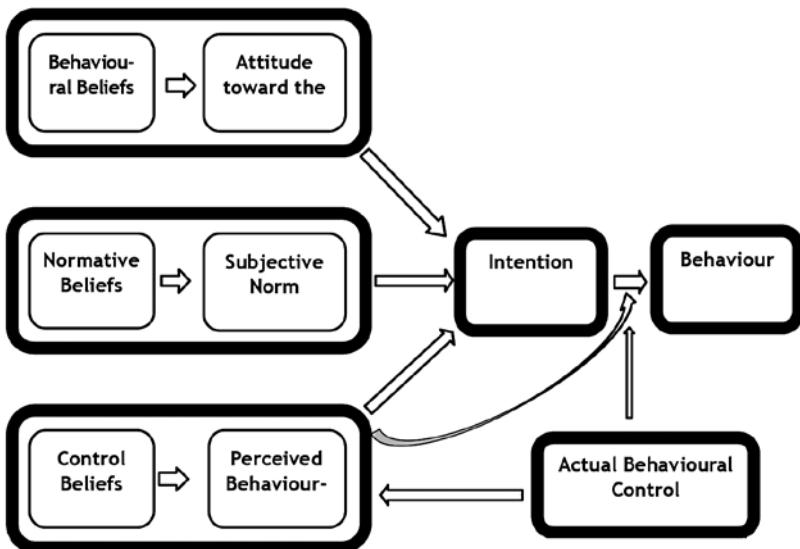 Behaviou-
ral Beliefs
Attitude
toward the
Normative
Beliefs
Subjective
Norm
Intention
Behaviour
Control
Beliefs
Perceived
Behaviour-
Actual Behavioural
Control